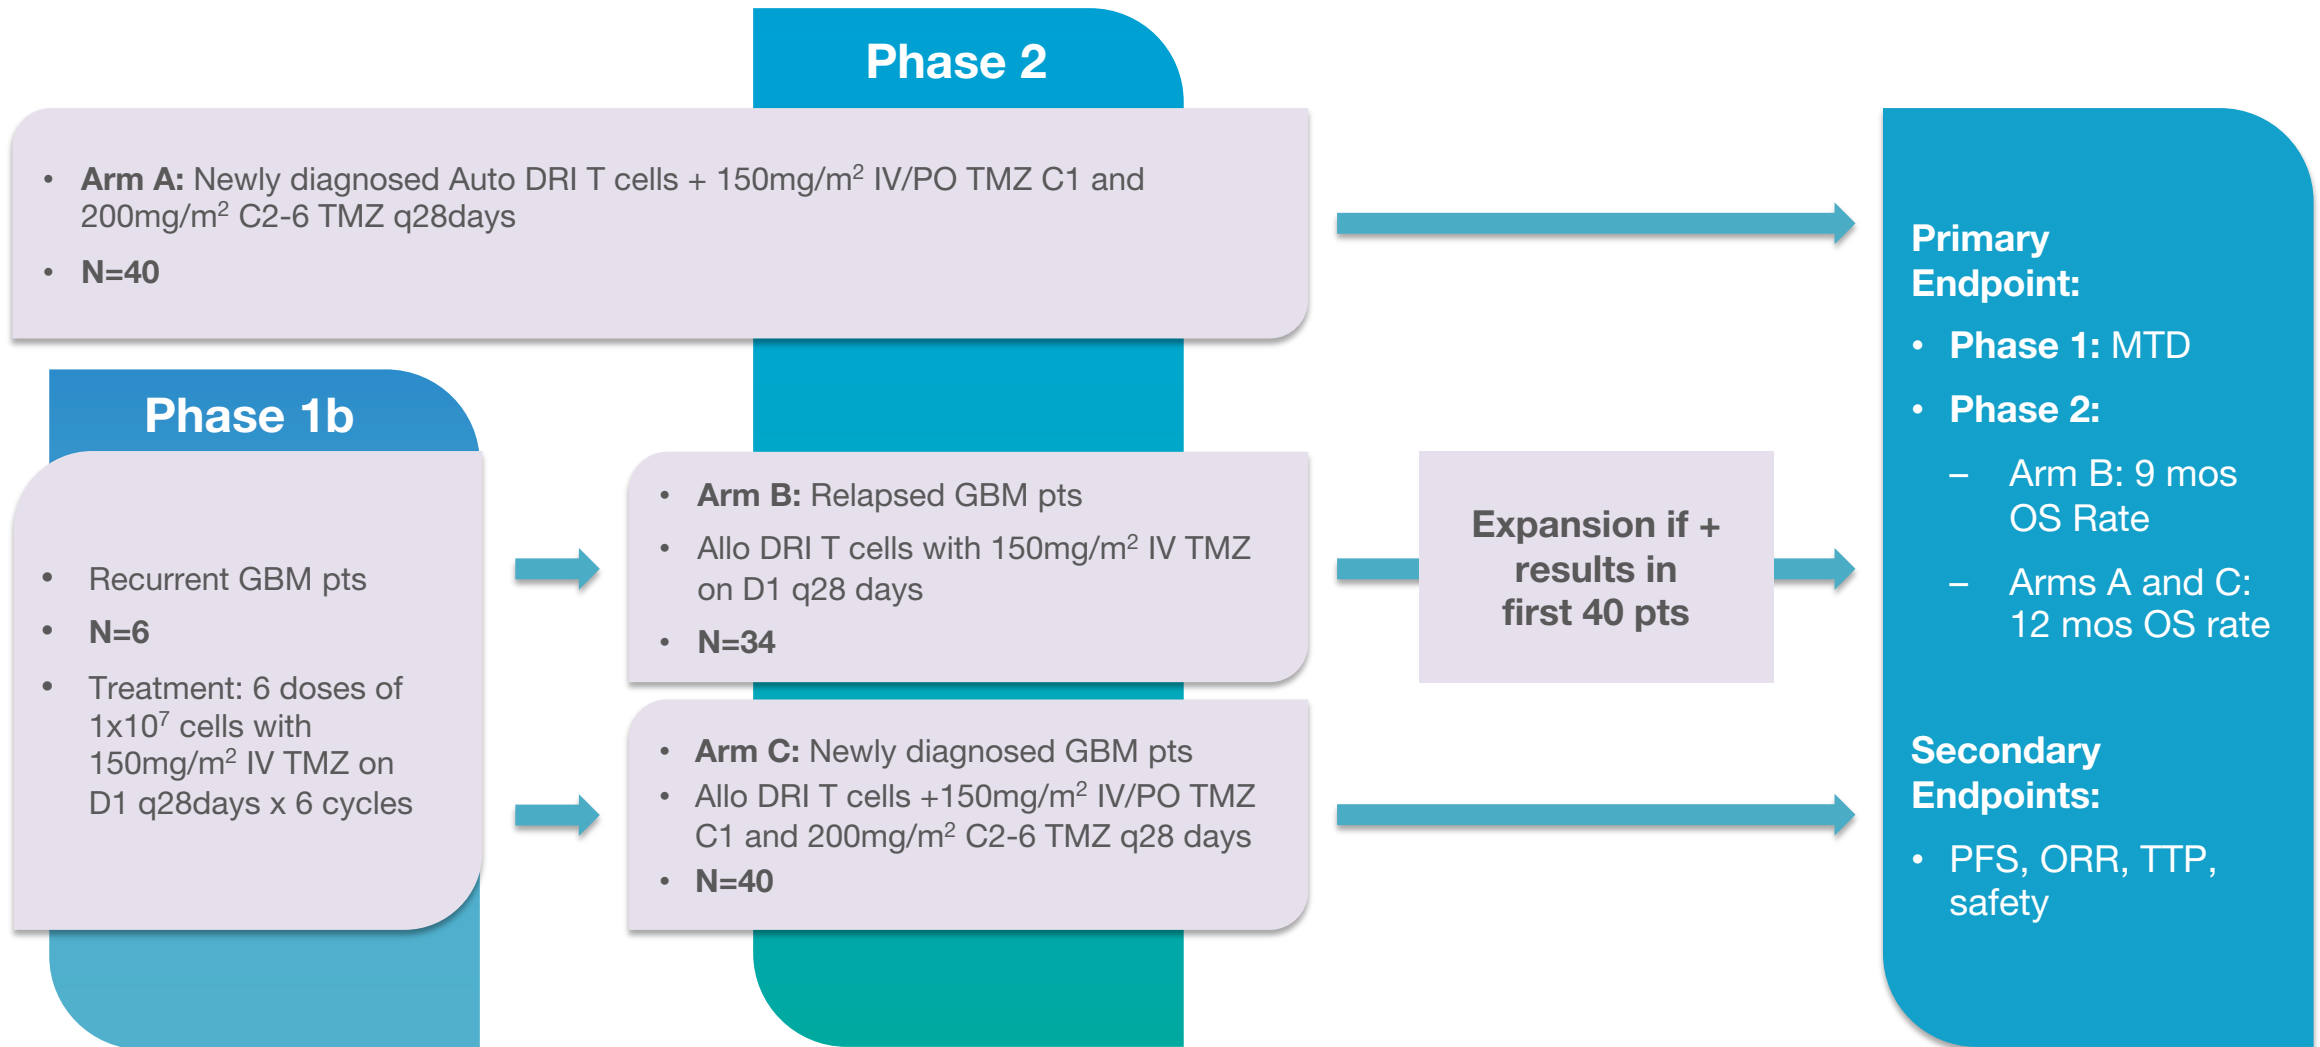 Phase 2
• Arm A: Newly diagnosed Auto DRI T cells + 150mg/m² IV/PO TMZ C1 and
200mg/m² C2-6 TMZ q28days
• N=40
Phase 1b
• Recurrent GBM pts
• N=6
• Treatment: 6 doses of
1x10⁷ cells with
150mg/m² IV TMZ on
D1 q28days x 6 cycles
• Arm B: Relapsed GBM pts
• Allo DRI T cells with 150mg/m² IV TMZ
on D1 q28 days
• N=34
Expansion if +
results in
first 40 pts
• Arm C: Newly diagnosed GBM pts
• Allo DRI T cells +150mg/m² IV/PO TMZ
C1 and 200mg/m² C2-6 TMZ q28 days
• N=40
Primary
Endpoint:
• Phase 1: MTD
• Phase 2:
– Arm B: 9 mos
OS Rate
– Arms A and C:
12 mos OS rate
Secondary
Endpoints:
• PFS, ORR, TTP,
safety